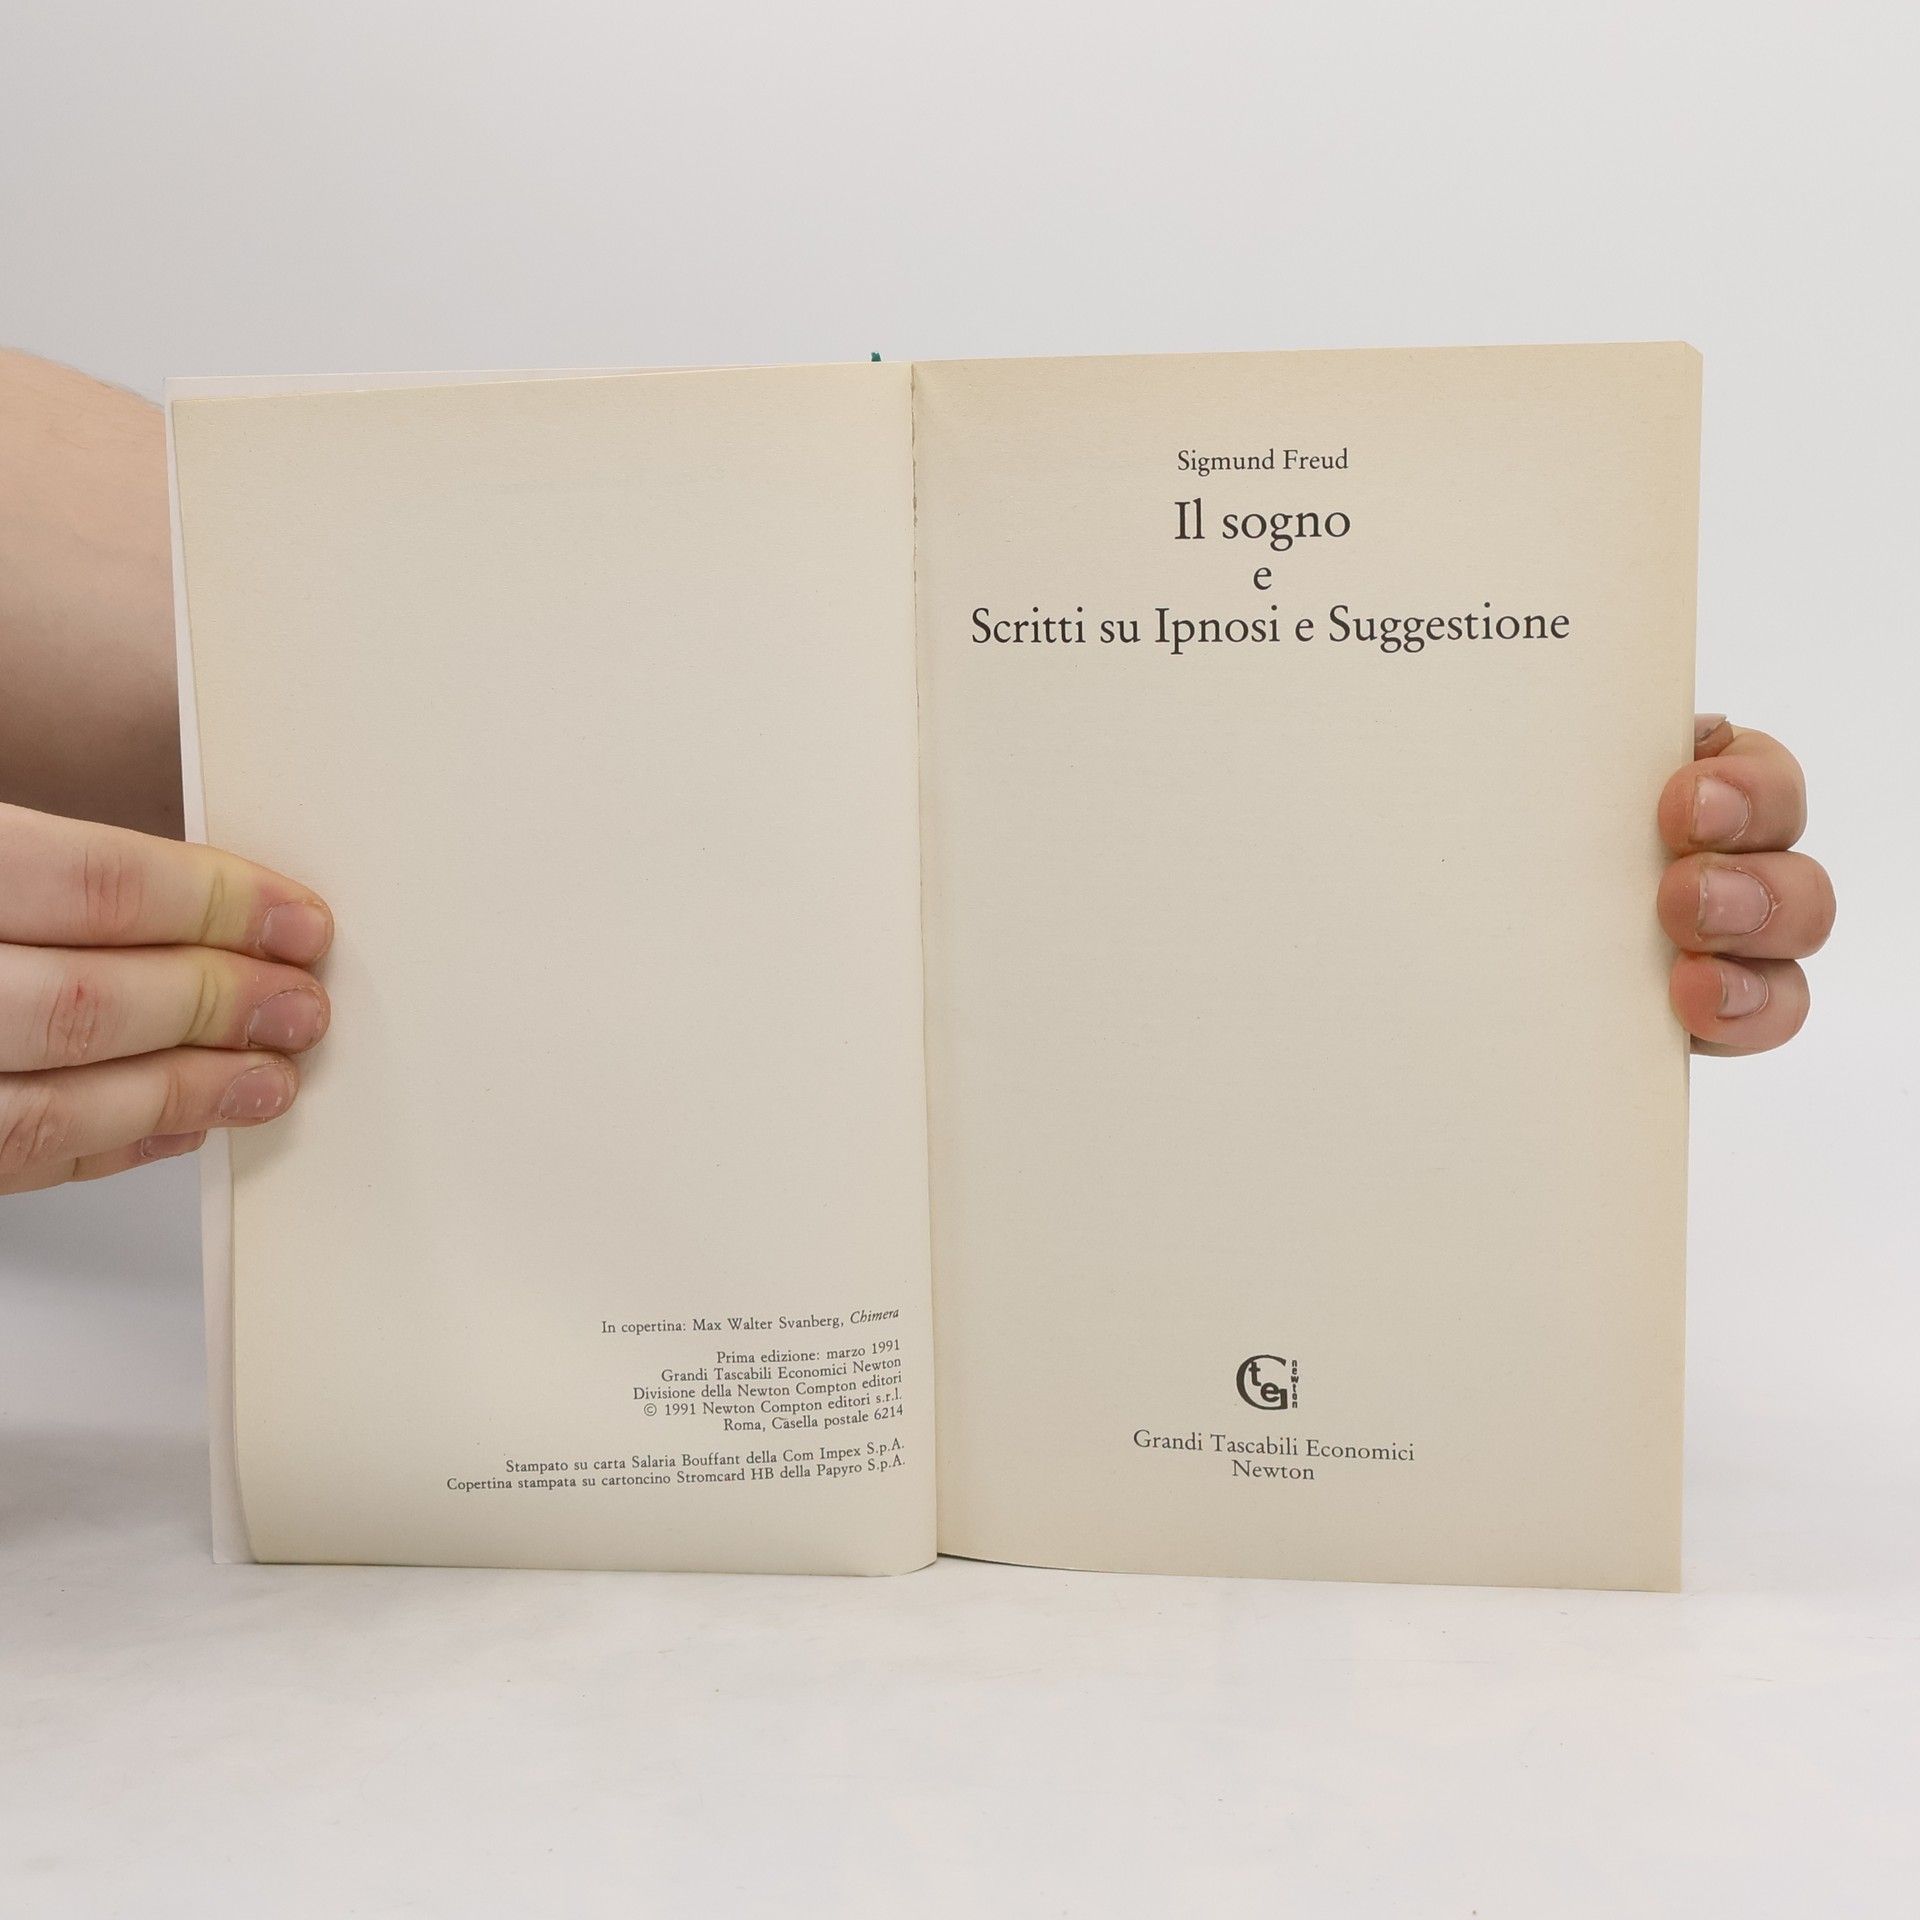 In copertina: Max Walter Svanberg, Chimera
Prima edizione: marzo 1991
Grandi Tascabili Economici Newton
Divisione della Newton Compton editori
© 1991 Newton Compton editori s.r.l.
Roma, Casella postale 6214
Stampato su carta Salaria Bouffant della Com Impex S.p.A.
Copertina stampata su cartoncino Stromcard HB della Papyro S.p.A.
Sigmund Freud
Il sogno
e
Scritti su Ipnosi e Suggestione
Gte newton
Grandi Tascabili Economici
Newton